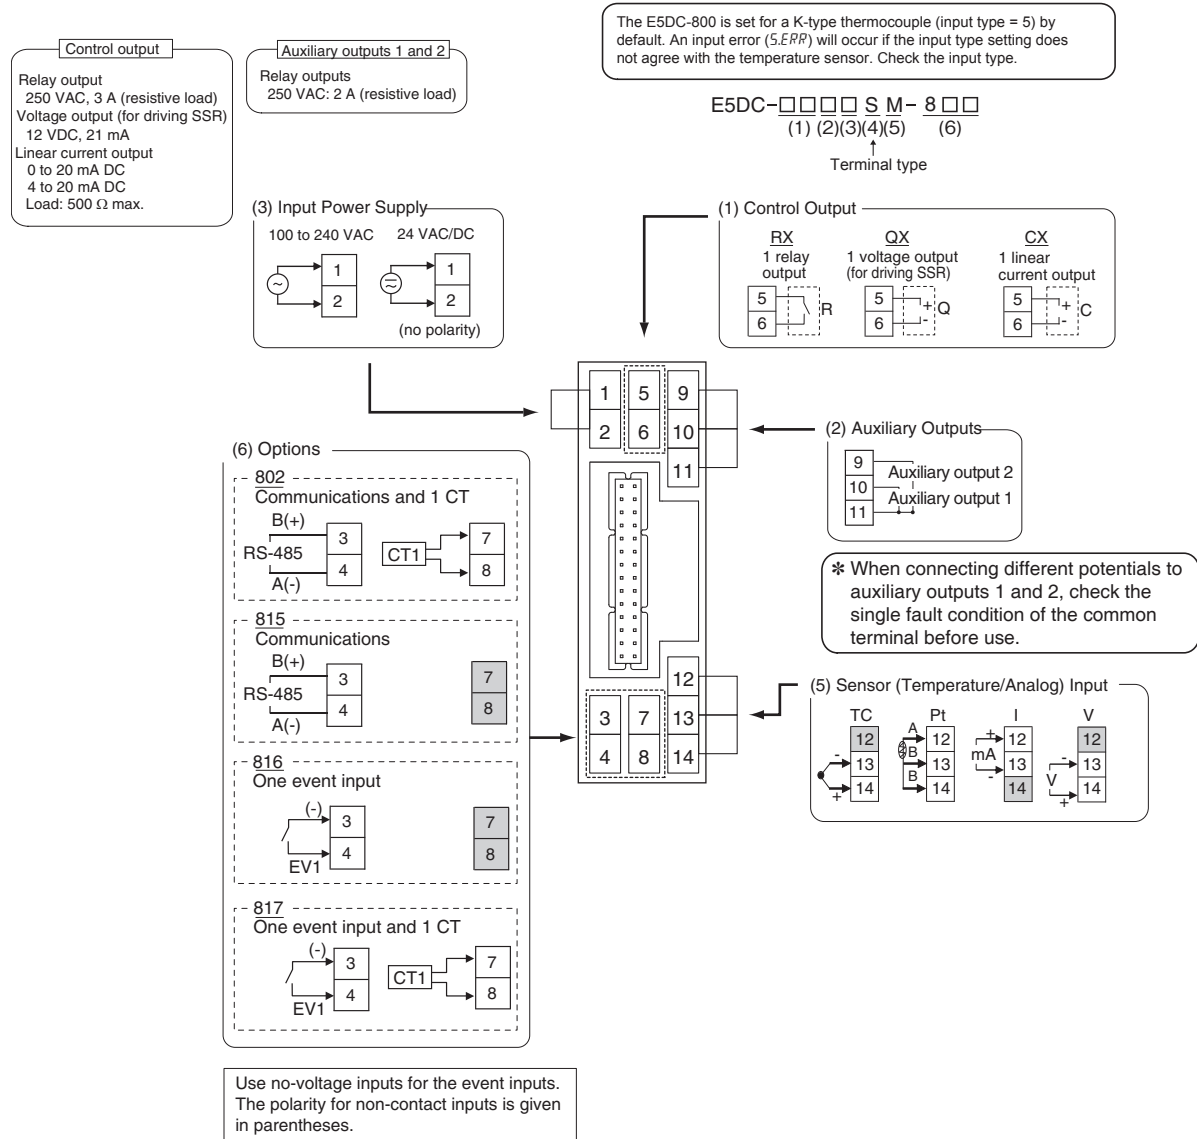 The E5DC-800 is set for a K-type thermocouple (input type = 5) by
default. An input error (S.ERR) will occur if the input type setting does
not agree with the temperature sensor. Check the input type.
Control output
Relay output
250 VAC, 3 A (resistive load)
Voltage output (for driving SSR)
12 VDC, 21 mA
Linear current output
0 to 20 mA DC
4 to 20 mA DC
Load: 500 Ω max.
Auxiliary outputs 1 and 2
Relay outputs
250 VAC: 2 A (resistive load)
E5DC-□□□□ S M- 8 □□
(1) (2)(3)(4)(5) (6)
Terminal type
(3) Input Power Supply
100 to 240 VAC 24 VAC/DC
1 1
2 2
(no polarity)
(1) Control Output
RX QX CX
1 relay
output
1 voltage output
(for driving SSR)
1 linear
current output
5
6
R
5 +
6 -
Q
5 +
6 -
C
1 5 9
2 6 10
11
12
3 7 13
4 8 14
(2) Auxiliary Outputs
9
Auxiliary output 2
10
Auxiliary output 1
11
✻ When connecting different potentials to
auxiliary outputs 1 and 2, check the
single fault condition of the common
terminal before use.
(5) Sensor (Temperature/Analog) Input
TC Pt I V
12 A 12 + 12 12
- 13 B 13 mA 13 - 13
+ 14 B 14 - 14 V + 14
(6) Options
802
Communications and 1 CT
B(+)
RS-485
A(-)
3
4
CT1
7
8
815
Communications
B(+)
RS-485
A(-)
3
4
7
8
816
One event input
(-)
3
4
EV1
7
8
817
One event input and 1 CT
(-)
3
4
EV1
CT1
7
8
Use no-voltage inputs for the event inputs.
The polarity for non-contact inputs is given
in parentheses.